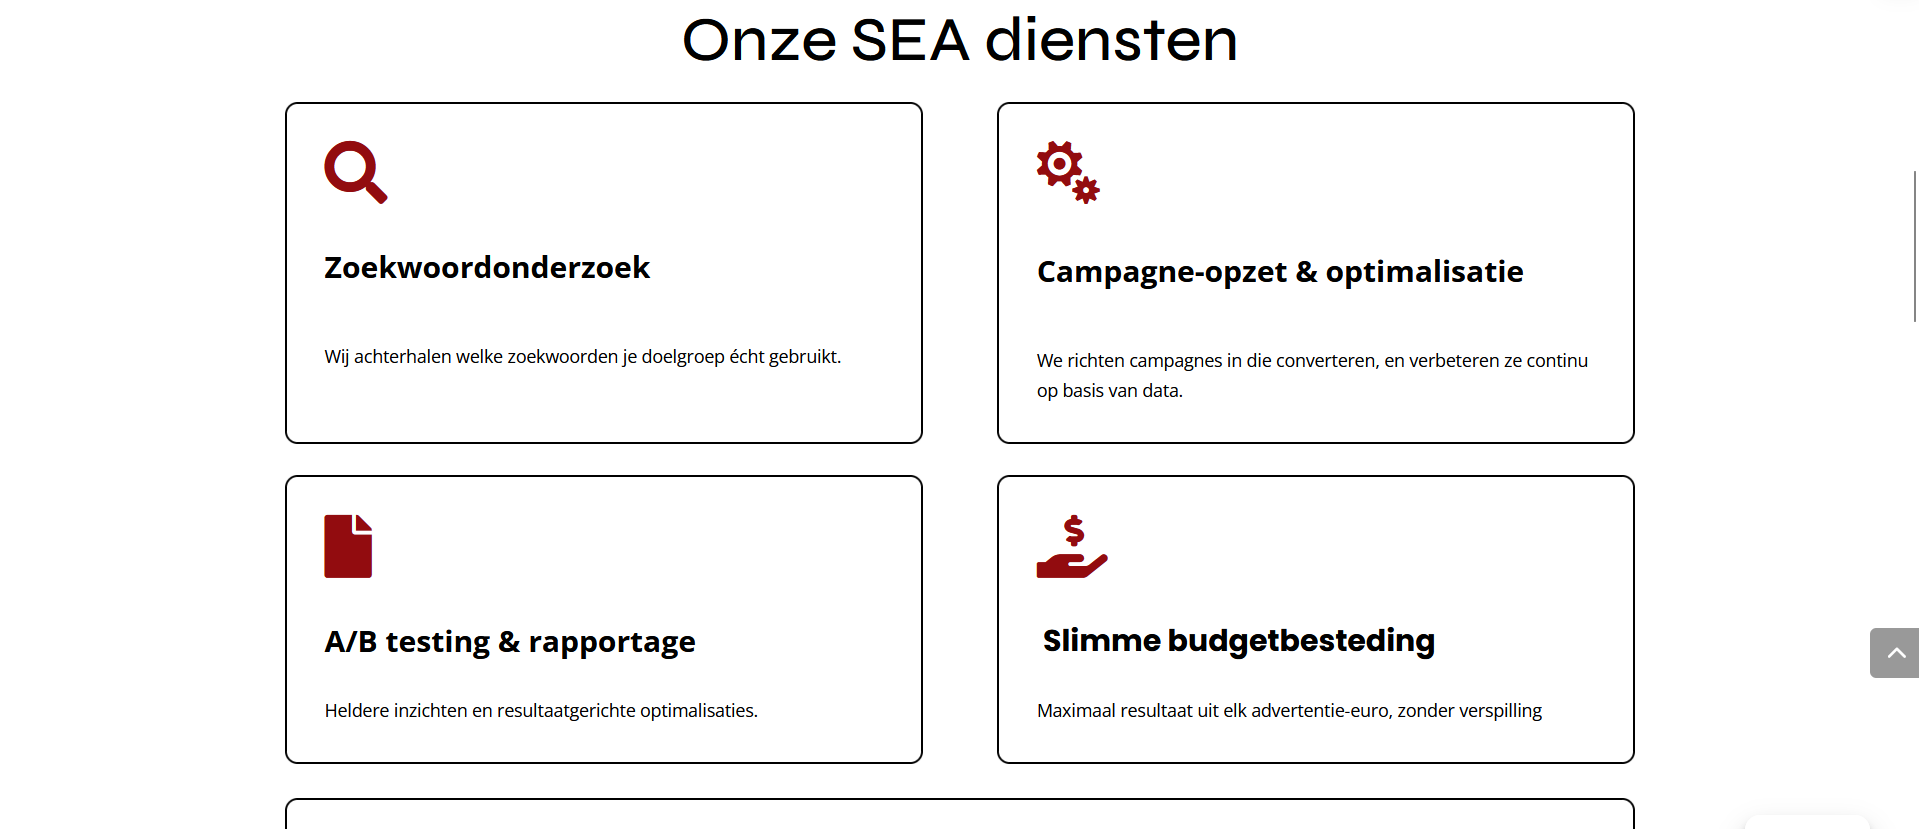 Onze SEA diensten
Zoekwoordonderzoek
Wij achterhalen welke zoekwoorden je doelgroep écht gebruikt.
Campagne-opzet & optimalisatie
We richten campagnes in die converteren, en verbeteren ze continu
op basis van data.
A/B testing & rapportage
Heldere inzichten en resultaatgerichte optimalisaties.
$
Slimme budgetbesteding
Maximaal resultaat uit elk advertentie-euro, zonder verspilling